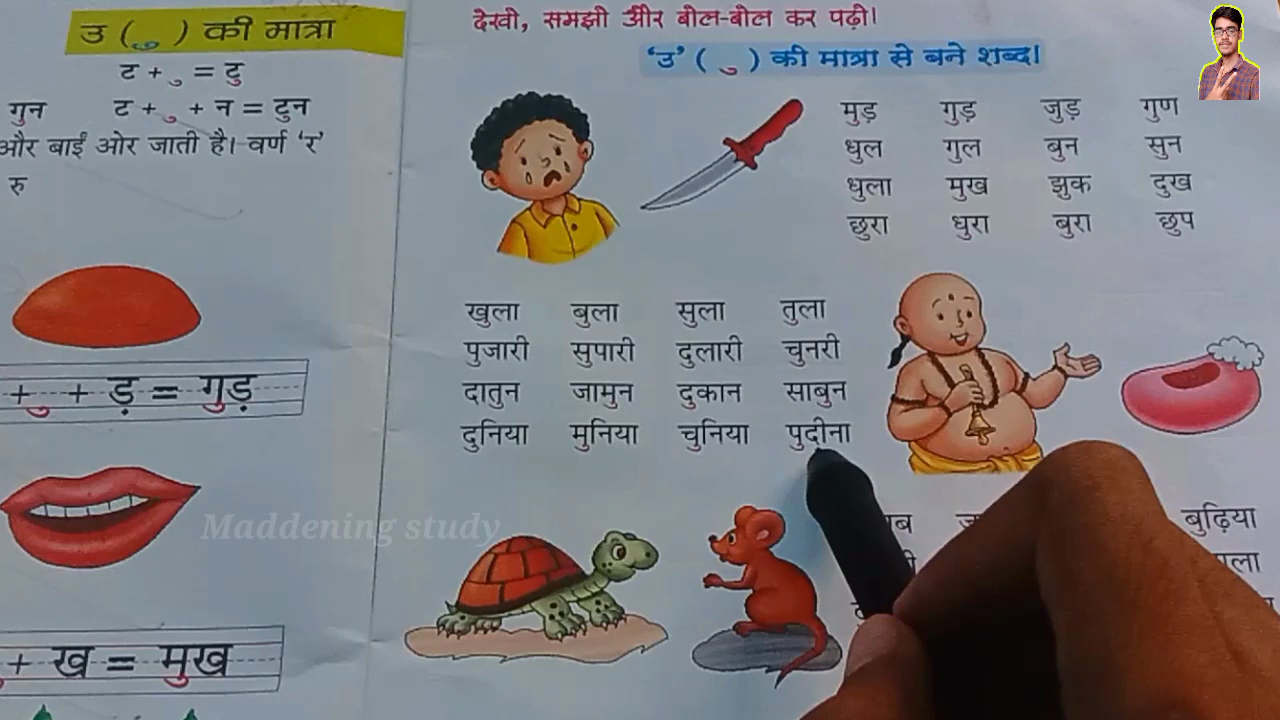 उ ( ु ) की मात्रा
ट + ु = टु
गुन ट + ु + न = टुन
और बाईं ओर जाती है। वर्ण ‘र’
रु
+ ु + ड़ = गुड़
+ ख = मुख
देखो, समझो और बोल-बोल कर पढ़ो।
‘उ’ ( ु ) की मात्रा से बने शब्द।
मुड़ गुड़ जुड़ गुण
धुल गुल बुन सुन
धुला मुख झुक दुख
छुरा धुरा बुरा छुप
खुला बुला सुला तुला
पुजारी सुपारी दुलारी चुनरी
दातुन जामुन दुकान साबुन
दुनिया मुनिया चुनिया पुदीना
बुढ़िया
Maddening study